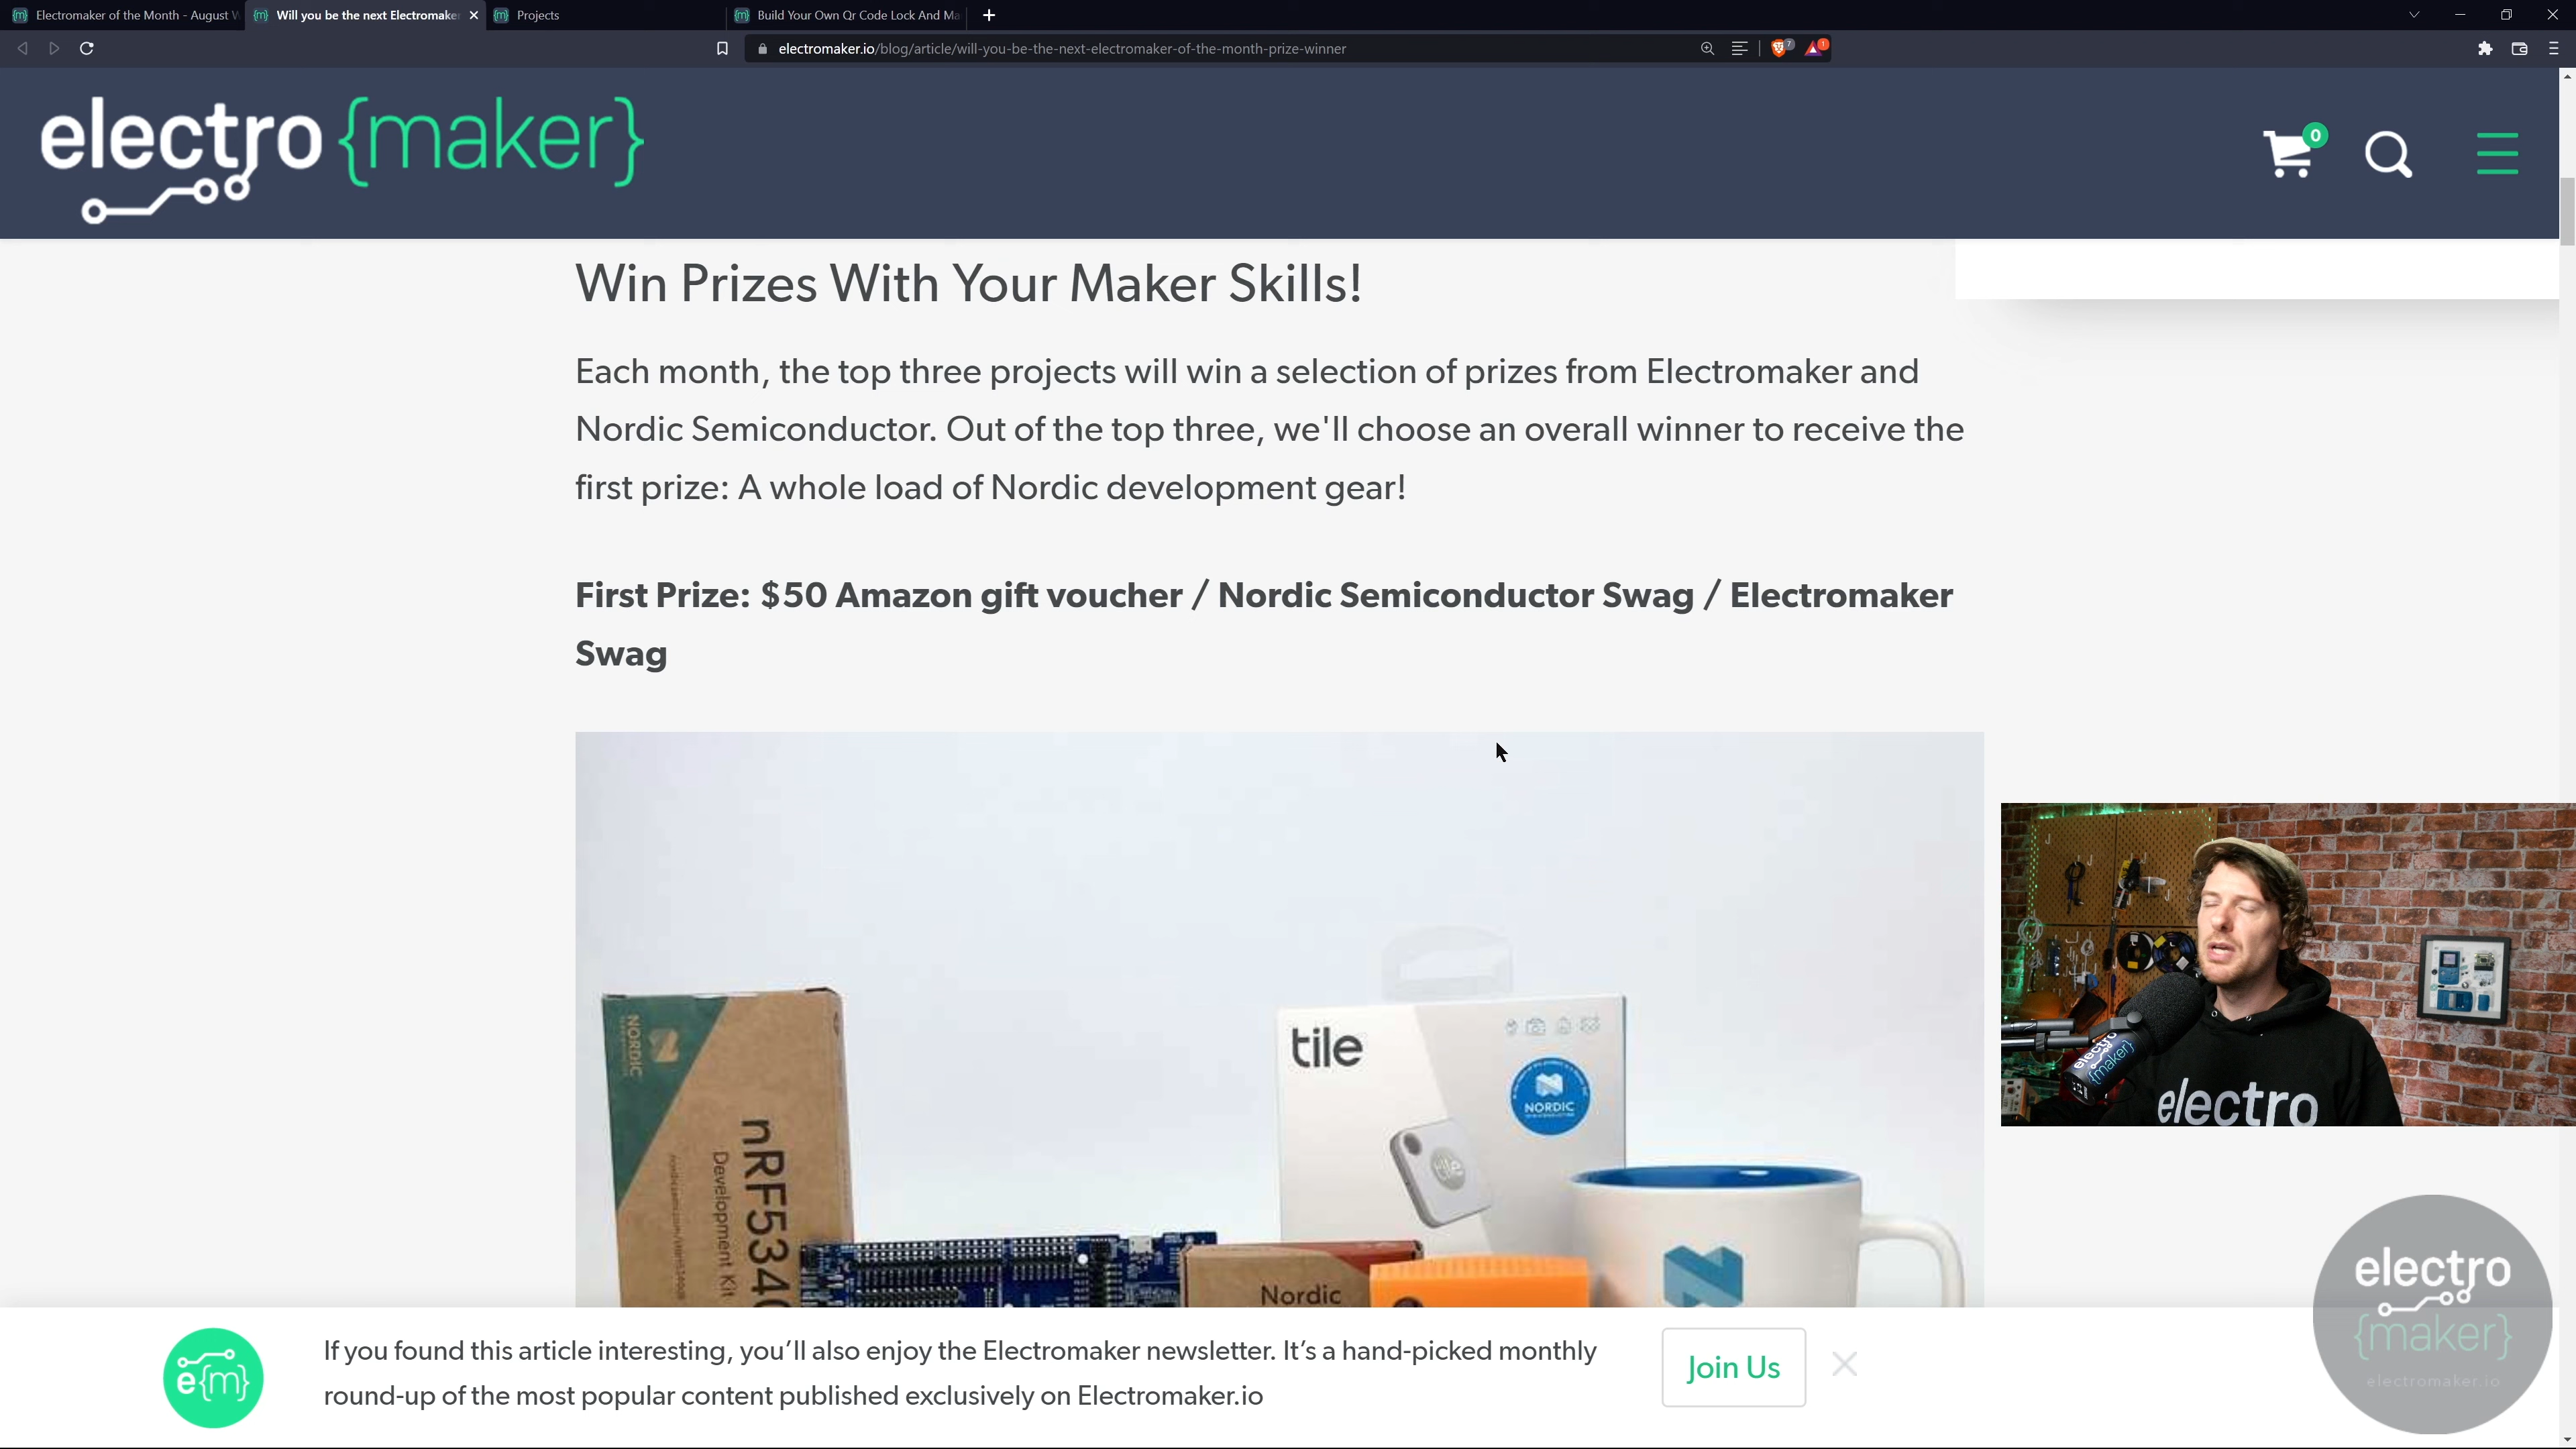 Electromaker of the Month - August
Will you be the next Electromaker
Projects
Build Your Own Qr Code Lock And Ma
electromaker.io/blog/article/will-you-be-the-next-electromaker-of-the-month-prize-winner
7
1
electro {maker}
0
Win Prizes With Your Maker Skills!
Each month, the top three projects will win a selection of prizes from Electromaker and
Nordic Semiconductor. Out of the top three, we'll choose an overall winner to receive the
first prize: A whole load of Nordic development gear!
First Prize: $50 Amazon gift voucher / Nordic Semiconductor Swag / Electromaker
Swag
NORDIC
nRF534
Development Kit
tile
NORDIC
tile
Nordic
electro
{maker}
electro
If you found this article interesting, you'll also enjoy the Electromaker newsletter. It's a hand-picked monthly
round-up of the most popular content published exclusively on Electromaker.io
Join Us
e{m}
electro
{maker}
electromaker.io